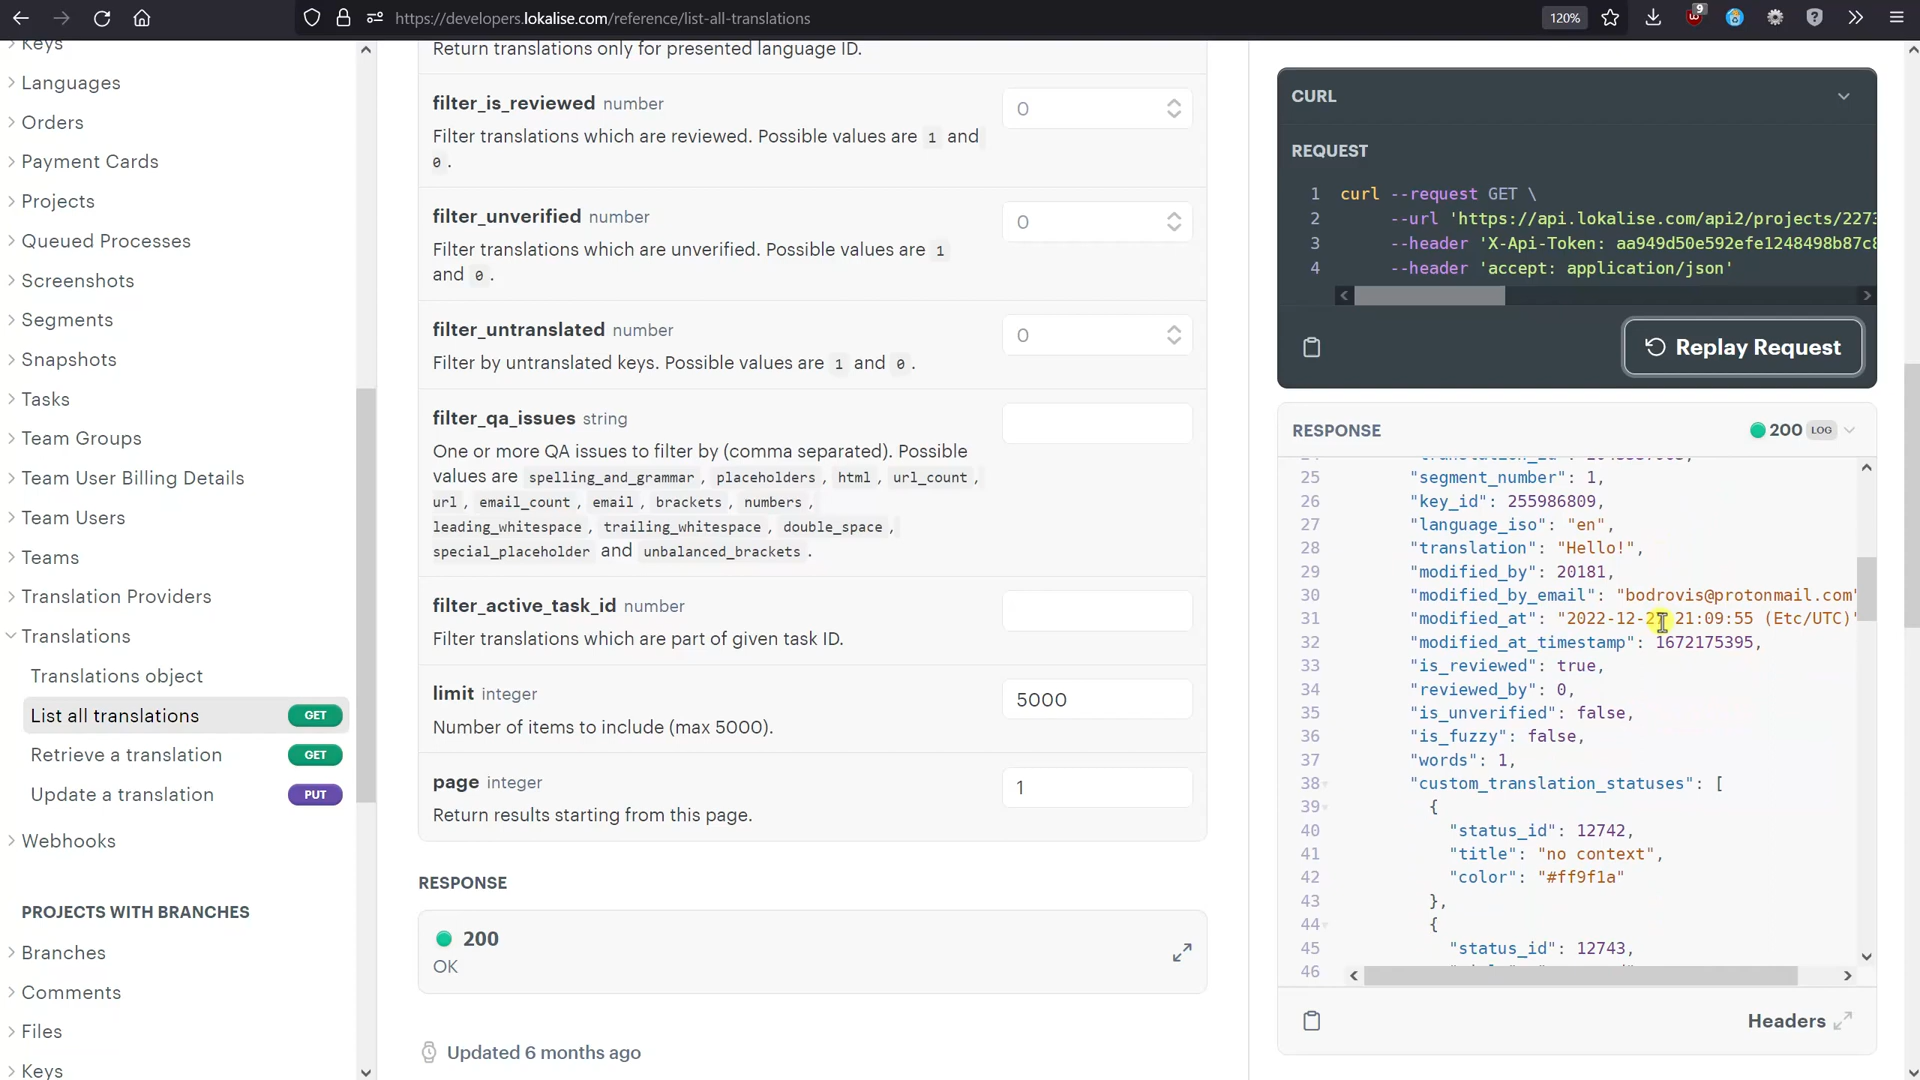 https://developers.lokalise.com/reference/list-all-translations
120%
9
Keys
Languages
Orders
Payment Cards
Projects
Queued Processes
Screenshots
Segments
Snapshots
Tasks
Team Groups
Team User Billing Details
Team Users
Teams
Translation Providers
Translations
Translations object
List all translations GET
Retrieve a translation GET
Update a translation PUT
Webhooks
PROJECTS WITH BRANCHES
Branches
Comments
Files
Keys
Return translations only for presented language ID.
filter_is_reviewed number
0
Filter translations which are reviewed. Possible values are 1 and
0 .
filter_unverified number
0
Filter translations which are unverified. Possible values are 1
and 0 .
filter_untranslated number
0
Filter by untranslated keys. Possible values are 1 and 0 .
filter_qa_issues string
One or more QA issues to filter by (comma separated). Possible
values are spelling_and_grammar , placeholders , html , url_count ,
url , email_count , email , brackets , numbers ,
leading_whitespace , trailing_whitespace , double_space ,
special_placeholder and unbalanced_brackets .
filter_active_task_id number
Filter translations which are part of given task ID.
limit integer
5000
Number of items to include (max 5000).
page integer
1
Return results starting from this page.
RESPONSE
200
OK
Updated 6 months ago
CURL
REQUEST
1 curl --request GET \
2 --url 'https://api.lokalise.com/api2/projects/2273
3 --header 'X-Api-Token: aa949d50e592efe1248498b87c8
4 --header 'accept: application/json'
Replay Request
RESPONSE
200 LOG
25 "segment_number": 1,
26 "key_id": 255986809,
27 "language_iso": "en",
28 "translation": "Hello!",
29 "modified_by": 20181,
30 "modified_by_email": "bodrovis@protonmail.com"
31 "modified_at": "2022-12-27 21:09:55 (Etc/UTC)"
32 "modified_at_timestamp": 1672175395,
33 "is_reviewed": true,
34 "reviewed_by": 0,
35 "is_unverified": false,
36 "is_fuzzy": false,
37 "words": 1,
38 "custom_translation_statuses": [
39 {
40 "status_id": 12742,
41 "title": "no context",
42 "color": "#ff9f1a"
43 },
44 {
45 "status_id": 12743,
46
Headers